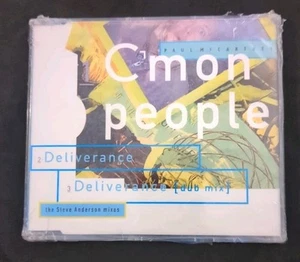 PAUL McCARTNEY
C'mon
people
2 Deliverance
3 Deliverance [dub mix]
the Steve Anderson mixes